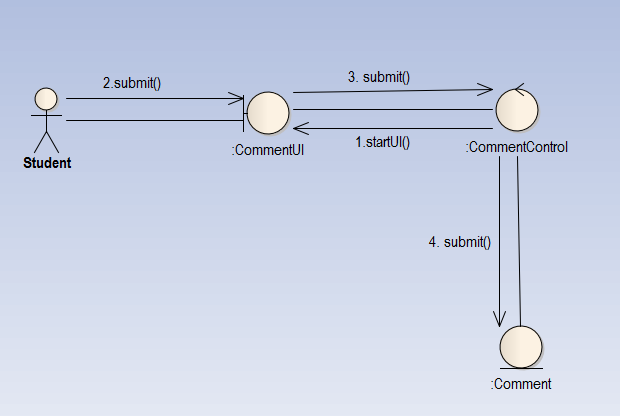 2.submit()
3. submit()
Student
:CommentUI
1.startUI()
:CommentControl
4. submit()
:Comment